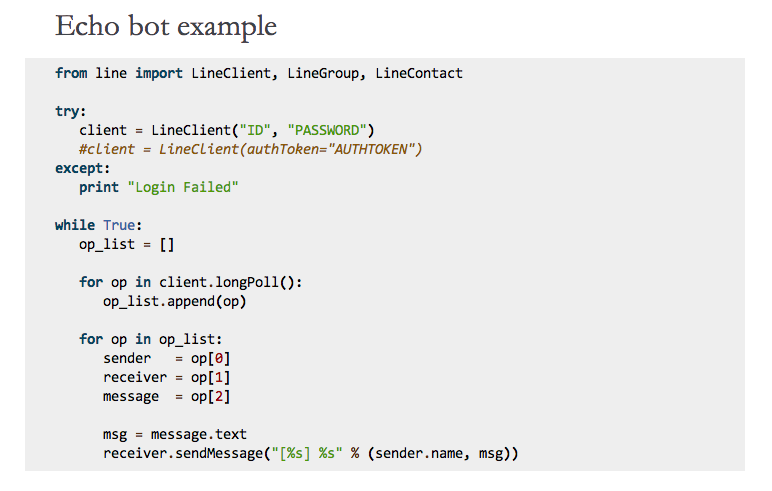 Echo bot example
from line import LineClient, LineGroup, LineContact
try:
client = LineClient("ID", "PASSWORD")
#client = LineClient(authToken="AUTHTOKEN")
except:
print "Login Failed"
while True:
op_list = []
for op in client.longPoll():
op_list.append(op)
for op in op_list:
sender   = op[0]
receiver = op[1]
message  = op[2]
msg = message.text
receiver.sendMessage("[%s] %s" % (sender.name, msg))